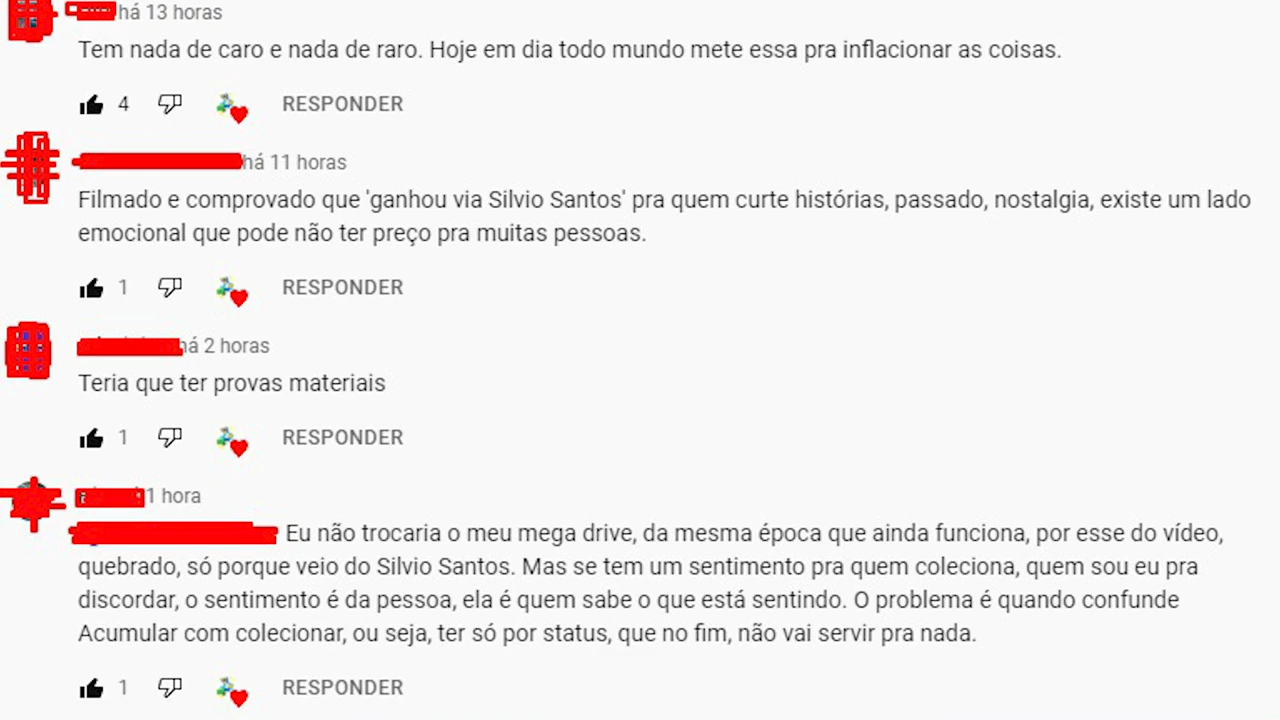 há 13 horas
Tem nada de caro e nada de raro. Hoje em dia todo mundo mete essa pra inflacionar as coisas.
4 RESPONDER
há 11 horas
Filmado e comprovado que 'ganhou via Silvio Santos' pra quem curte histórias, passado, nostalgia, existe um lado
emocional que pode não ter preço pra muitas pessoas.
1 RESPONDER
há 2 horas
Teria que ter provas materiais
1 RESPONDER
1 hora
Eu não trocaria o meu mega drive, da mesma época que ainda funciona, por esse do vídeo,
quebrado, só porque veio do Silvio Santos. Mas se tem um sentimento pra quem coleciona, quem sou eu pra
discordar, o sentimento é da pessoa, ela é quem sabe o que está sentindo. O problema é quando confunde
Acumular com colecionar, ou seja, ter só por status, que no fim, não vai servir pra nada.
1 RESPONDER